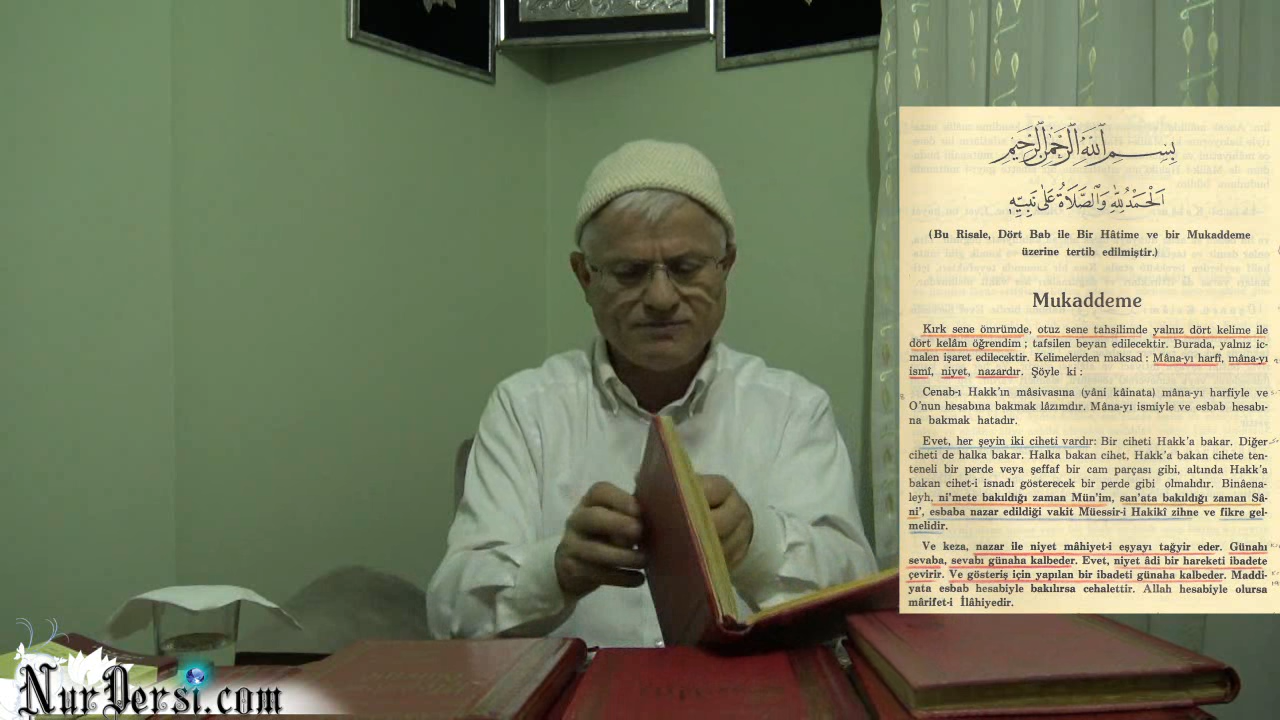 بِسْمِ اللهِ الرَّحْمٰنِ الرَّحِيمِ
اَلْحَمْدُ لِلّٰهِ وَالصَّلَاةُ عَلٰى نَبِيِّهِ
(Bu Risale, Dört Bab ile Bir Hâtime ve bir Mukaddeme
üzerine tertib edilmiştir.)
Mukaddeme
Kırk sene ömrümde, otuz sene tahsilimde yalnız dört kelime ile
dört kelâm öğrendim; tafsilen beyan edilecektir. Burada, yalnız ic-
malen işaret edilecektir. Kelimelerden maksad: Mâna-yı harfî, mâna-yı
ismî, niyet, nazardır. Şöyle ki:
Cenab-ı Hakk'ın mâsivasına (yâni kâinata) mâna-yı harfiyle ve
O'nun hesabına bakmak lâzımdır. Mâna-yı ismiyle ve esbab hesabı-
na bakmak hatadır.
Evet, her şeyin iki ciheti vardır: Bir ciheti Hakk'a bakar. Diğer
ciheti de halka bakar. Halka bakan cihet, Hakk'a bakan cihete ten-
teneli bir perde veya şeffaf bir cam parçası gibi, altında Hakk'a
bakan cihet-i isnadı gösterecek bir perde gibi olmalıdır. Binâena-
leyh, ni'mete bakıldığı zaman Mün'im, san'ata bakıldığı zaman Sâ-
ni', esbaba nazar edildiği vakit Müessir-i Hakikî zihne ve fikre gel-
melidir.
Ve keza, nazar ile niyet mâhiyet-i eşyayı tağyir eder. Günahı
sevaba, sevabı günaha kalbeder. Evet, niyet âdi bir hareketi ibadete
çevirir. Ve gösteriş için yapılan bir ibadeti günaha kalbeder. Maddi-
yata esbab hesabiyle bakılırsa cehalettir. Allah hesabiyle olursa
mârifet-i İlâhiyedir.
NurDersi.com